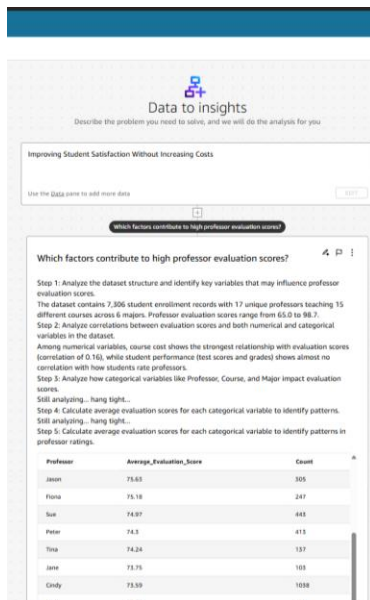 Data to insights
Describe the problem you need to solve, and we will do the analysis for you
Improving Student Satisfaction Without Increasing Costs
Use the Data pane to add more data
EDIT
Which factors contribute to high professor evaluation scores?
Which factors contribute to high professor evaluation scores?
Step 1: Analyze the dataset structure and identify key variables that may influence professor
evaluation scores.
The dataset contains 7,306 student enrollment records with 17 unique professors teaching 15
different courses across 6 majors. Professor evaluation scores range from 65.0 to 98.7.
Step 2: Analyze correlations between evaluation scores and both numerical and categorical
variables in the dataset.
Among numerical variables, course cost shows the strongest relationship with evaluation scores
(correlation of 0.16), while student performance (test scores and grades) shows almost no
correlation with how students rate professors.
Step 3: Analyze how categorical variables like Professor, Course, and Major impact evaluation
scores.
Still analyzing... hang tight...
Step 4: Calculate average evaluation scores for each categorical variable to identify patterns.
Still analyzing... hang tight...
Step 5: Calculate average evaluation scores for each categorical variable to identify patterns in
professor ratings.
Professor Average_Evaluation_Score Count
Jason 75.63 505
Fiona 75.18 247
Sue 74.97 443
Peter 74.3 413
Tina 74.24 137
Jane 73.75 103
Cindy 73.59 1038